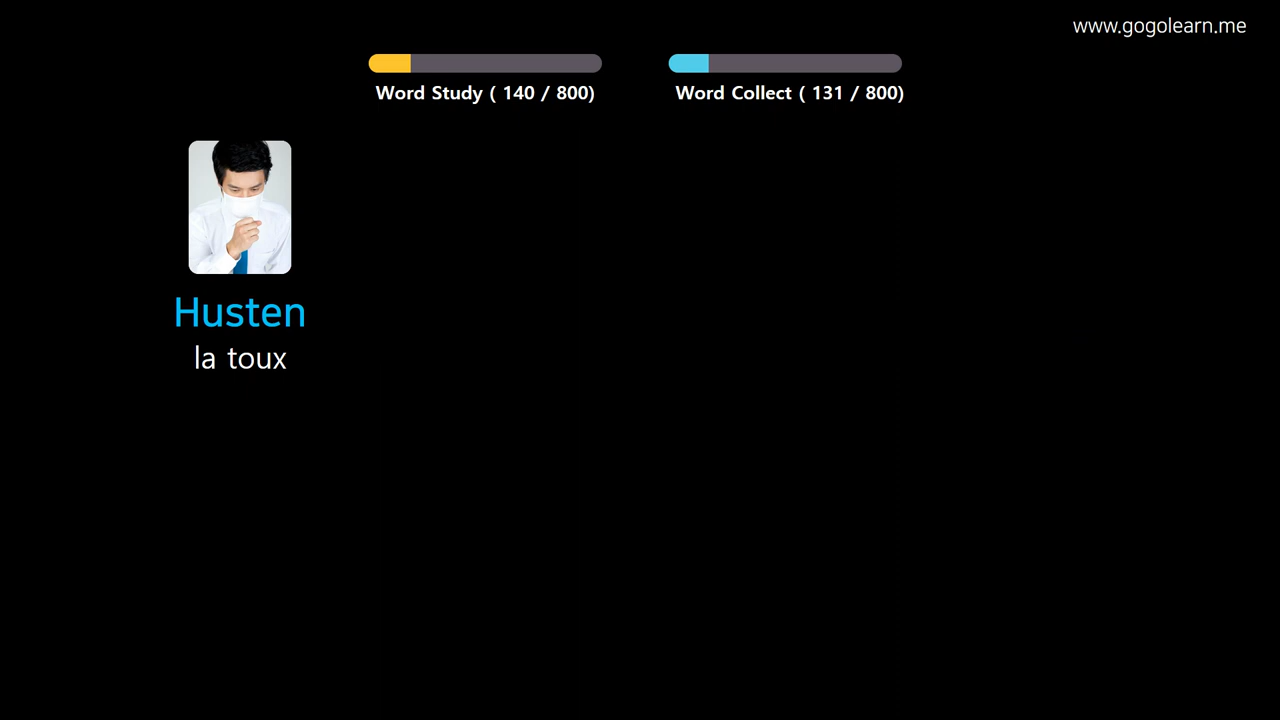 www.gogolearn.me
Word Study ( 140 / 800)
Word Collect ( 131 / 800)
Husten
la toux